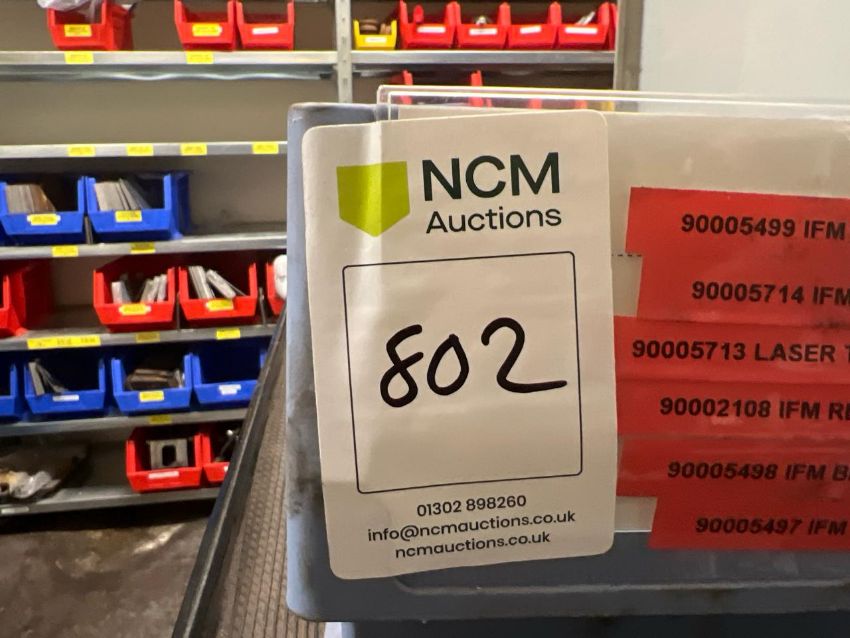 NCM
Auctions
802
01302 898260
info@ncmauctions.co.uk
ncmauctions.co.uk
90005499 IFM
90005714 IFM
90005713 LASER
90002108 IFM
90005498 IFM
90005497 IFM